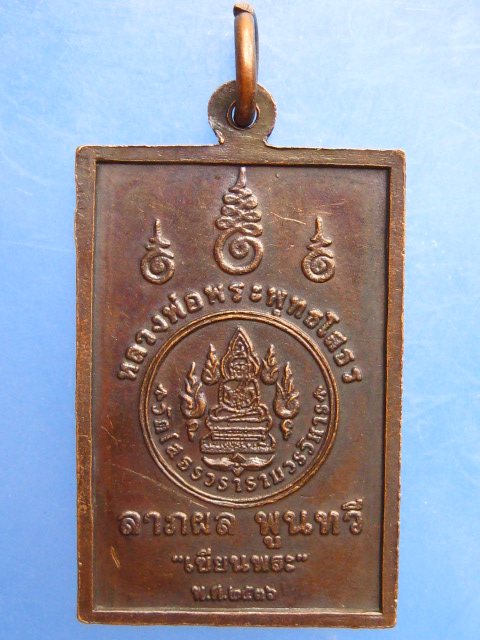 หลวงพ่อพระพุทธโสธร
วัดโสธรวรารามวรวิหาร
ลาภผล พูนทวี
"เนียนพระ"
พ.ศ.๒๕๓๖